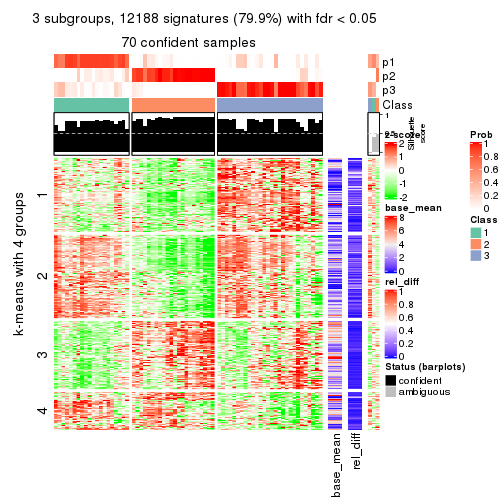 3 subgroups, 12188 signatures (79.9%) with fdr < 0.05
70 confident samples
p1
p2
p3
Class
1
Silhouette
score
z-score
2
1
0
-1
-2
base_mean
8
6
4
2
0
rel_diff
1
0.8
0.6
0.4
0.2
0
Status (barplots)
confident
ambiguous
Prob
1
0.8
0.6
0.4
0.2
0
Class
1
2
3
k-means with 4 groups
1
2
3
4
base_mean
rel_diff